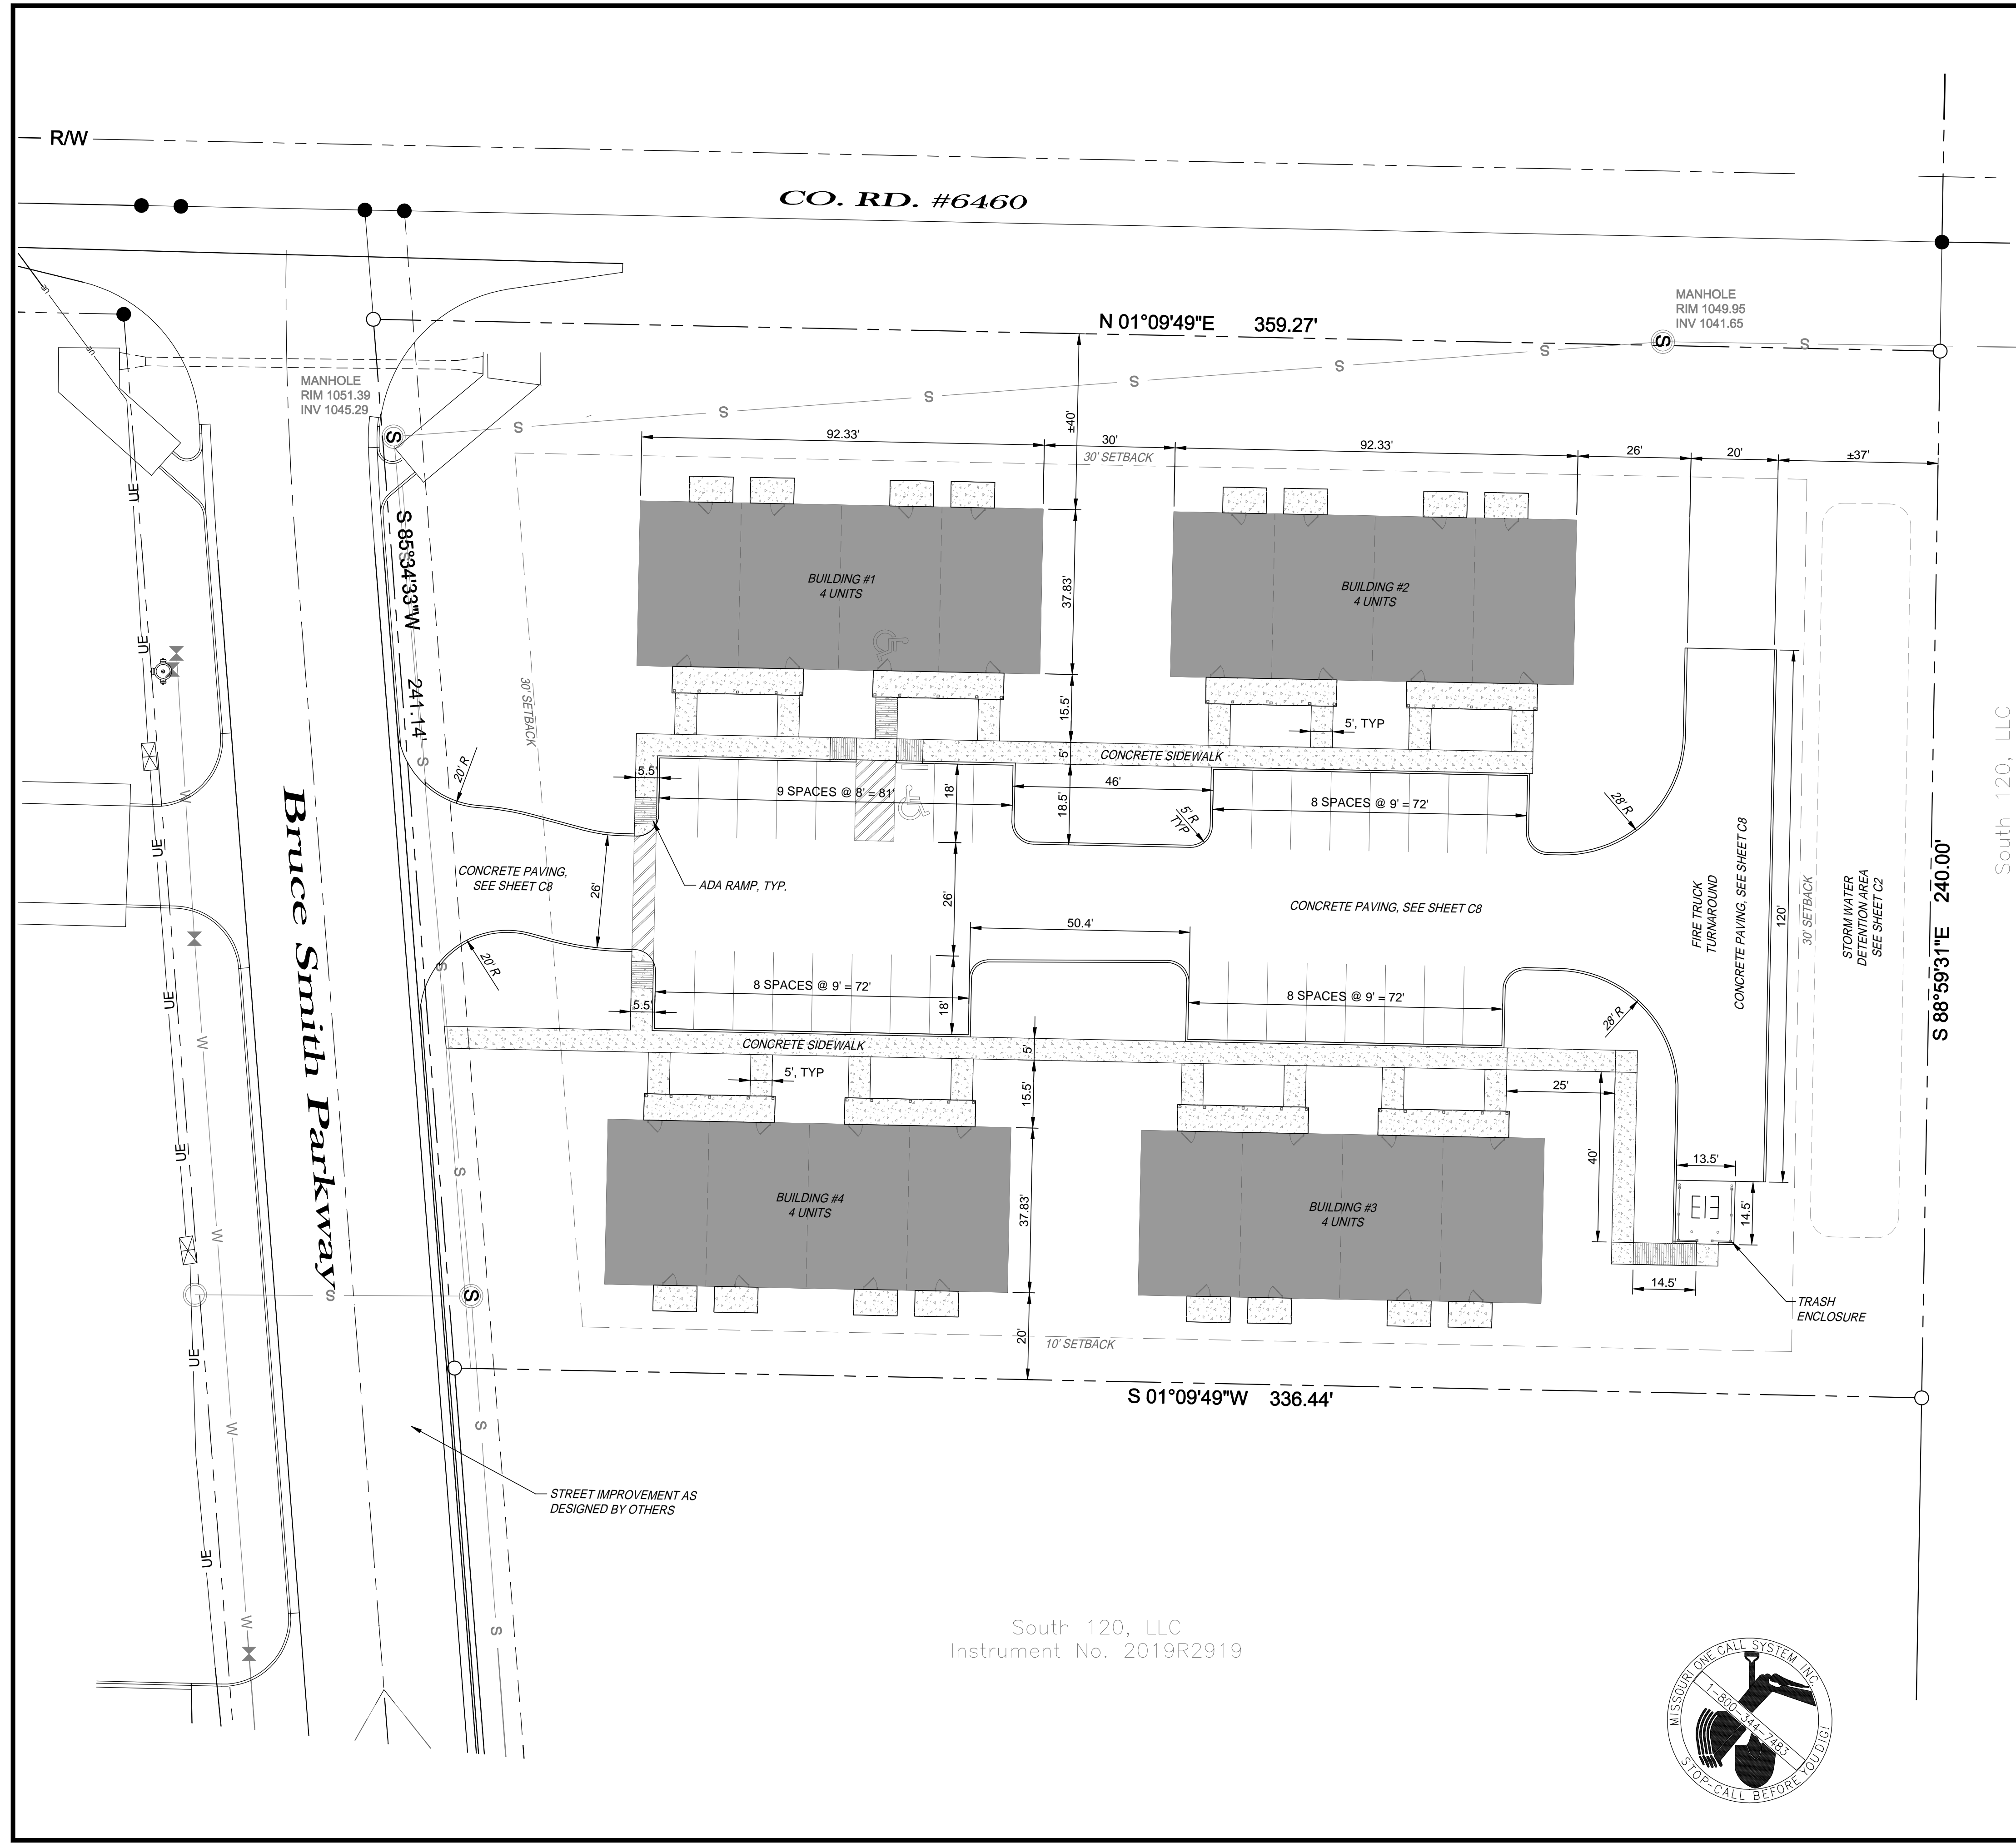 R/W
CO. RD. #6460
MANHOLE
RIM 1049.95
INV 1041.65
S
N 01°09'49"E 359.27'
S
S
S
S
S
S
S
UE
UE
MANHOLE
RIM 1051.39
INV 1045.29
S
±40'
92.33'
30'
92.33'
26'
20'
±37'
30' SETBACK
UE
S 85°34'33"W 241.14'
BUILDING #1
4 UNITS
BUILDING #2
4 UNITS
37.83'
30' SETBACK
UE
15.5'
5', TYP
5'
CONCRETE SIDEWALK
S
20' R
5.5'
9 SPACES @ 8' = 81'
18'
46'
18.5'
5' R
TYP
8 SPACES @ 9' = 72'
28' R
South 120, LLC
W
UE
Bruce Smith Parkway
CONCRETE PAVING,
SEE SHEET C8
26'
ADA RAMP, TYP.
26'
CONCRETE PAVING, SEE SHEET C8
FIRE TRUCK
TURNAROUND
CONCRETE PAVING, SEE SHEET C8
120'
30' SETBACK
STORM WATER
DETENTION AREA
SEE SHEET C2
S 88°59'31"E 240.00'
50.4'
20' R
S
UE
8 SPACES @ 9' = 72'
18'
8 SPACES @ 9' = 72'
28' R
5.5'
W
CONCRETE SIDEWALK
5'
5', TYP
15.5'
25'
40'
UE
S
13.5'
14.5'
BUILDING #4
4 UNITS
BUILDING #3
4 UNITS
37.83'
W
14.5'
S
S
TRASH
ENCLOSURE
20'
10' SETBACK
UE
S 01°09'49"W 336.44'
W
S
STREET IMPROVEMENT AS
DESIGNED BY OTHERS
UE
W
S
South 120, LLC
Instrument No. 2019R2919
MISSOURI ONE CALL SYSTEM, INC.
1-800-344-7483
STOP-CALL BEFORE YOU DIG!